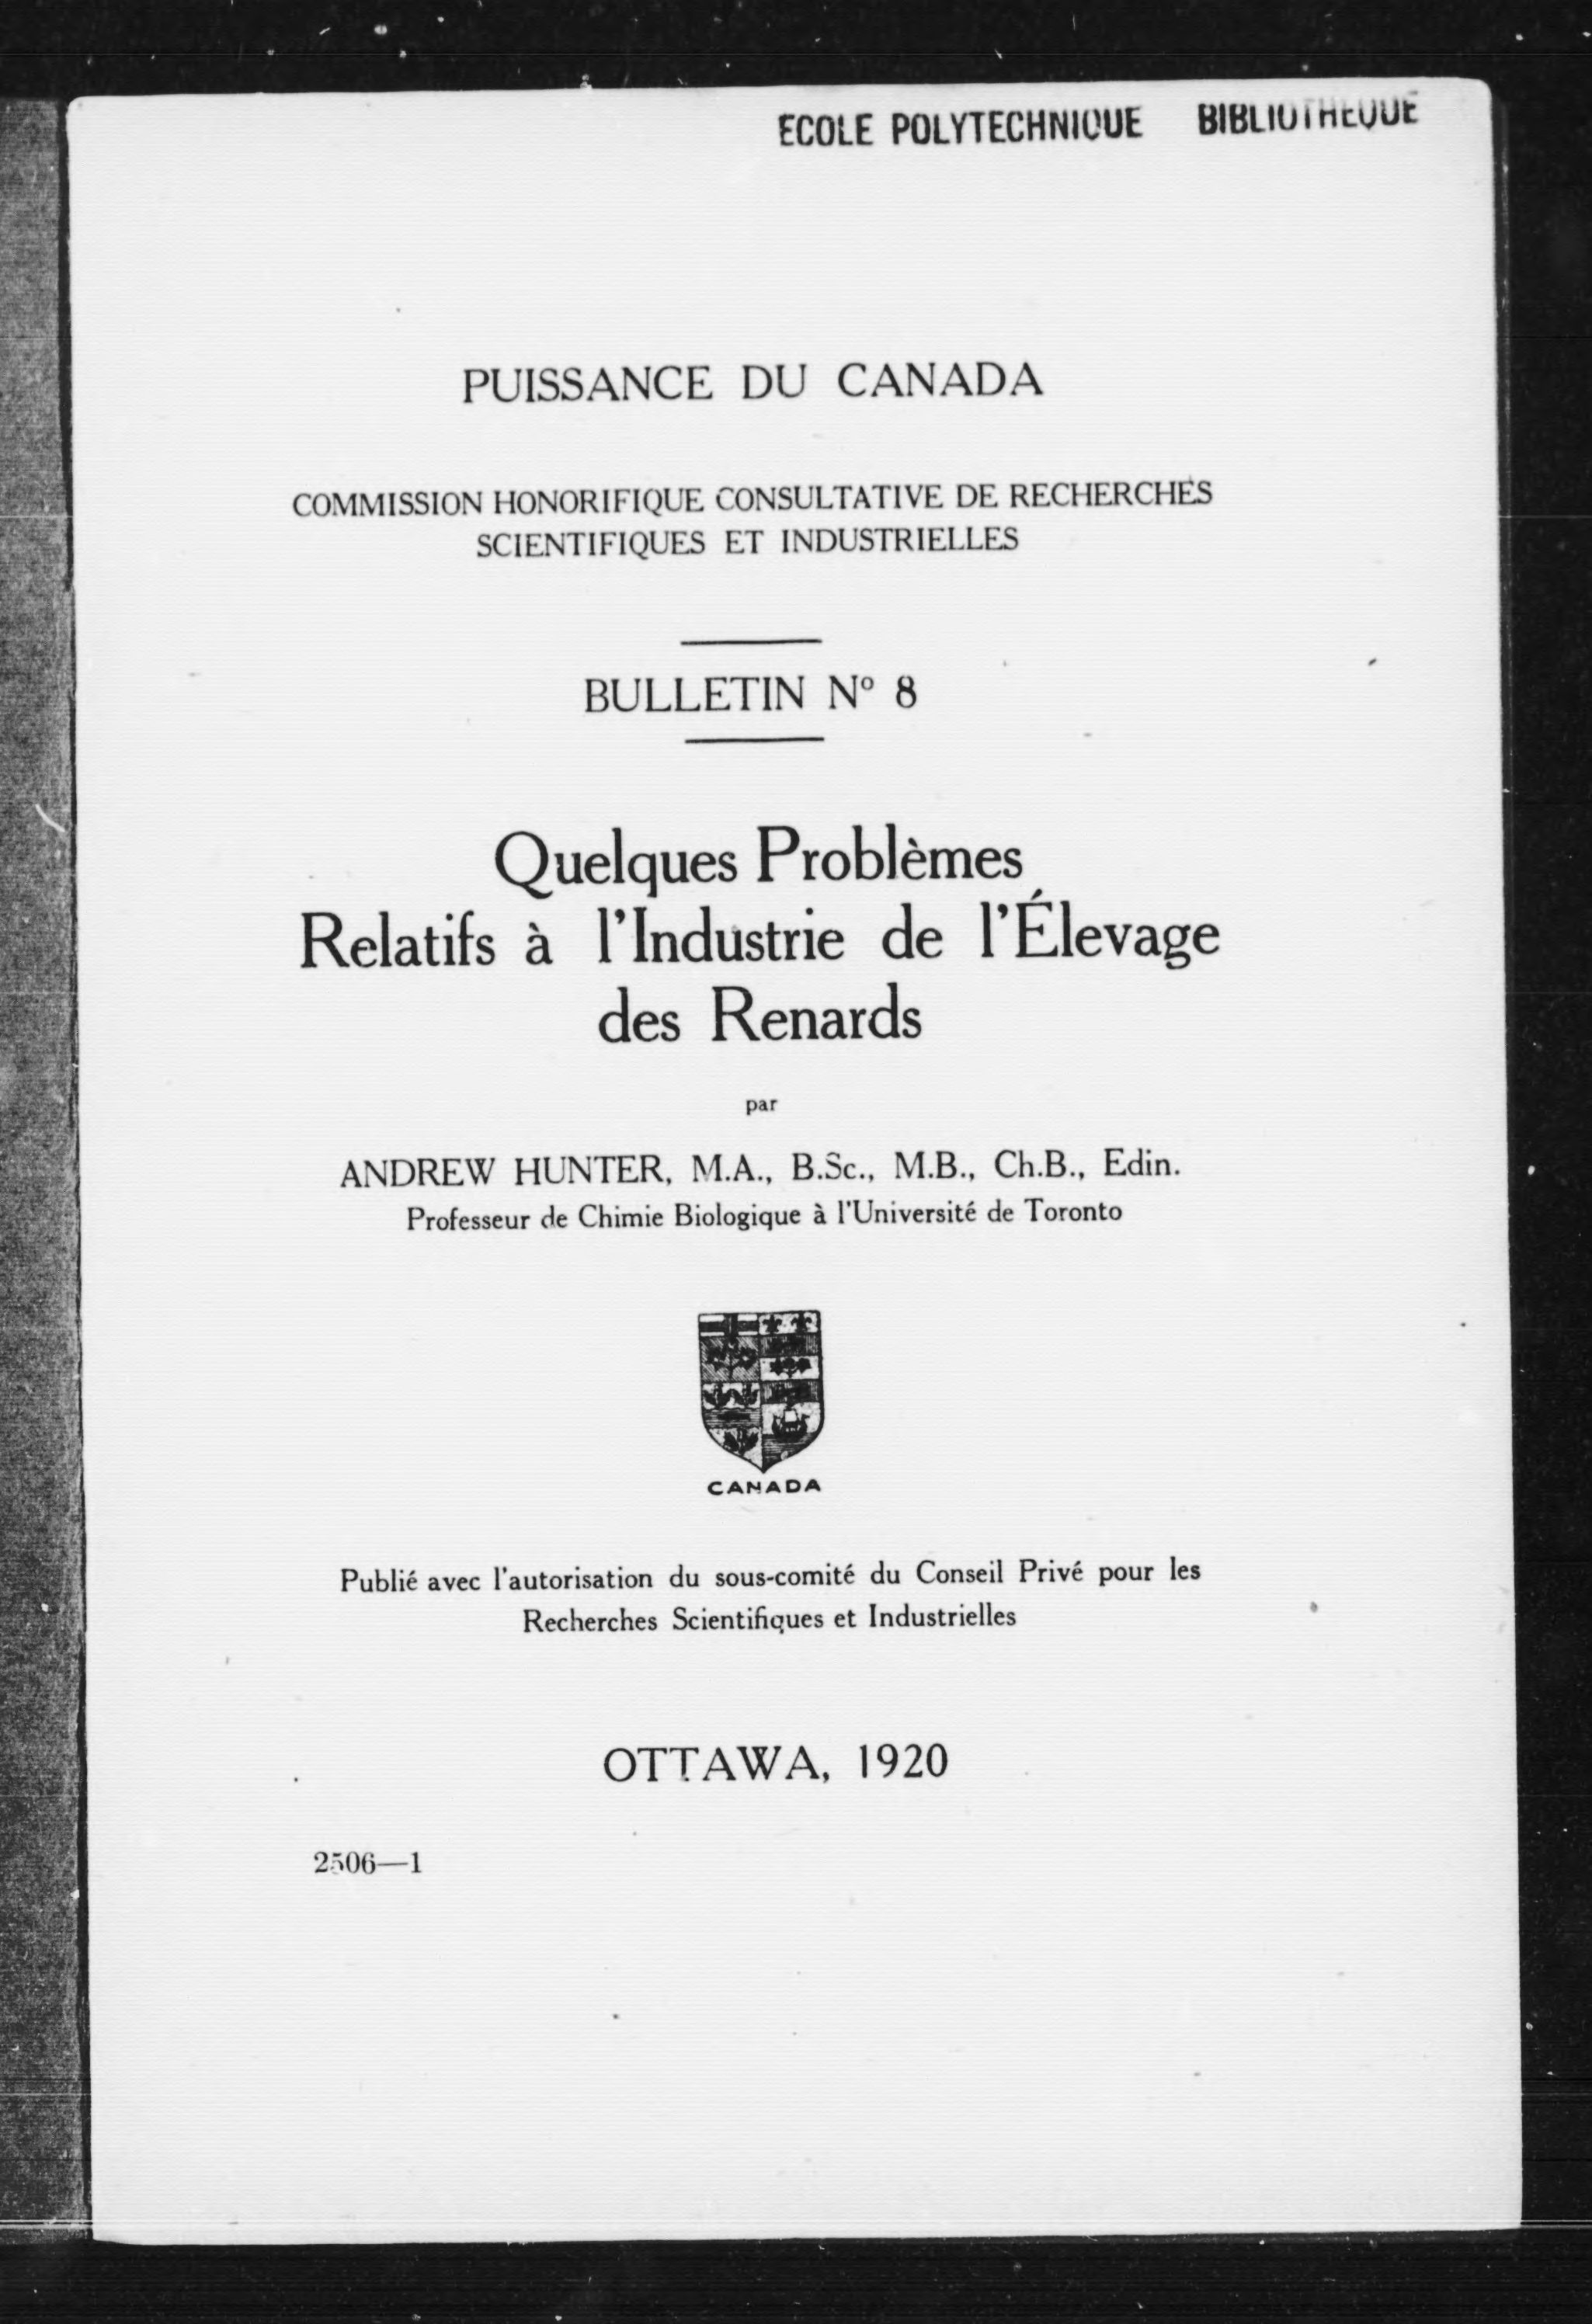 ECOLE POLYTECHNIQUE BIBLIOTHEQUE
PUISSANCE DU CANADA
COMMISSION HONORIFIQUE CONSULTATIVE DE RECHERCHES
SCIENTIFIQUES ET INDUSTRIELLES
BULLETIN Nº 8
Quelques Problèmes
Relatifs à l'Industrie de l'Élevage
des Renards
par
ANDREW HUNTER, M.A., B.Sc., M.B., Ch.B., Edin.
Professeur de Chimie Biologique à l'Université de Toronto
CANADA
Publié avec l'autorisation du sous-comité du Conseil Privé pour les
Recherches Scientifiques et Industrielles
OTTAWA, 1920
2506—1